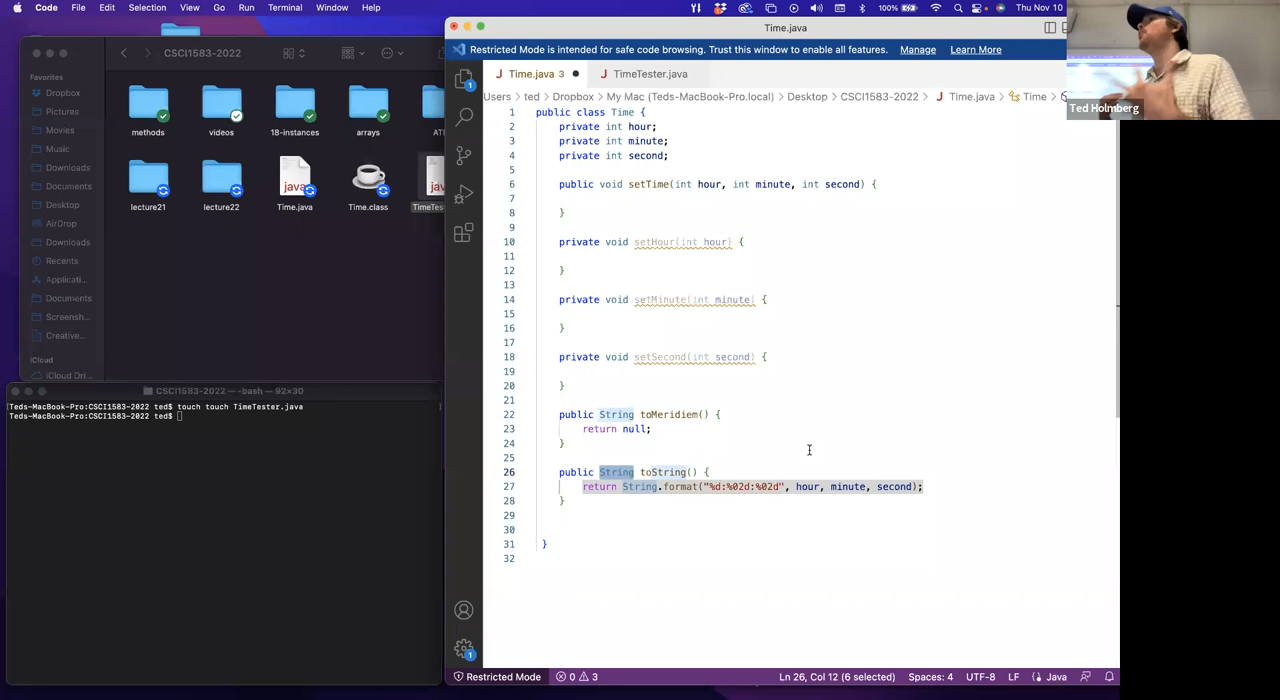 Code File Edit Selection View Go Run Terminal Window Help
100%
Thu Nov 10
CSCI1583-2022
Favorites
Dropbox
Pictures
Movies
Music
Downloads
Documents
Desktop
AirDrop
Downloads
Recents
Applicati...
Documents
Screensh...
Creative...
iCloud
iCloud Dri...
methods
videos
18-instances
arrays
lecture21
lecture22
java
Time.java
Time.class
CSCI1583-2022 — -bash — 92×30
Teds-MacBook-Pro:CSCI1583-2022 ted$ touch touch TimeTester.java
Teds-MacBook-Pro:CSCI1583-2022 ted$
Time.java
Restricted Mode is intended for safe code browsing. Trust this window to enable all features. Manage Learn More
J Time.java 3 ● J TimeTester.java
Users > ted > Dropbox > My Mac (Teds-MacBook-Pro.local) > Desktop > CSCI1583-2022 > J Time.java > Time >
1 public class Time {
2 private int hour;
3 private int minute;
4 private int second;
5
6 public void setTime(int hour, int minute, int second) {
7
8 }
9
10 private void setHour(int hour) {
11
12 }
13
14 private void setMinute(int minute) {
15
16 }
17
18 private void setSecond(int second) {
19
20 }
21
22 public String toMeridiem() {
23 return null;
24 }
25
26 public String toString() {
27 return String.format("%d:%02d:%02d", hour, minute, second);
28 }
29
30
31 }
32
1
1
Restricted Mode 0 3
Ln 26, Col 12 (6 selected) Spaces: 4 UTF-8 LF Java
Ted Holmberg